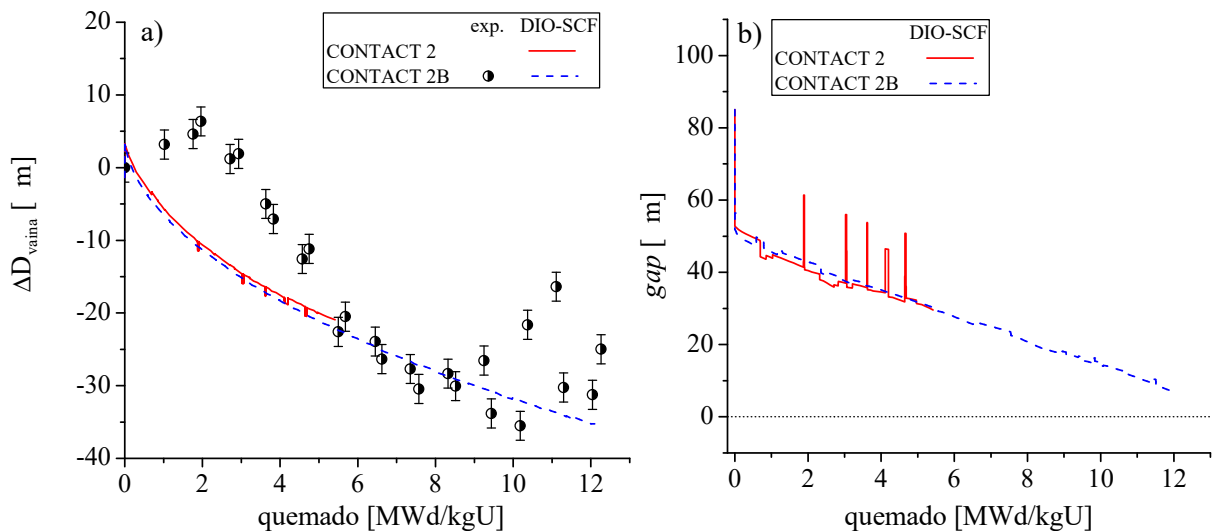 a)
exp. DIO-SCF
CONTACT 2
CONTACT 2B
20
10
0
-10
-20
-30
-40
ΔD_vaina [ m]
0 2 4 6 8 10 12
quemado [MWd/kgU]
b)
DIO-SCF
CONTACT 2
CONTACT 2B
100
80
60
40
20
0
gap [ m]
0 2 4 6 8 10 12
quemado [MWd/kgU]